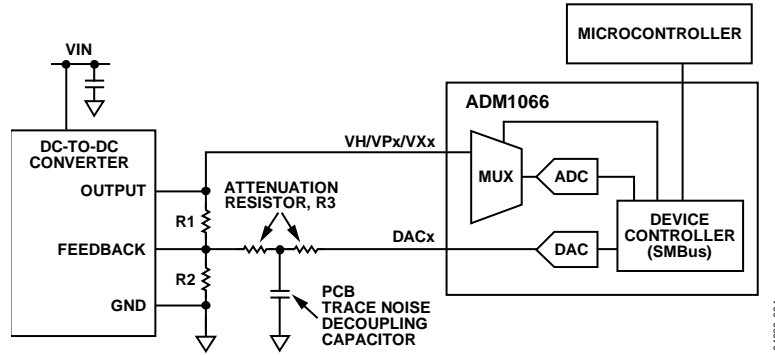 MICROCONTROLLER
VIN
ADM1066
DC-TO-DC
CONVERTER
VH/VPx/VXx
MUX
ADC
OUTPUT
ATTENUATION
RESISTOR, R3
R1
DEVICE
CONTROLLER
(SMBus)
FEEDBACK
DACx
DAC
R2
PCB
TRACE NOISE
DECOUPLING
CAPACITOR
GND